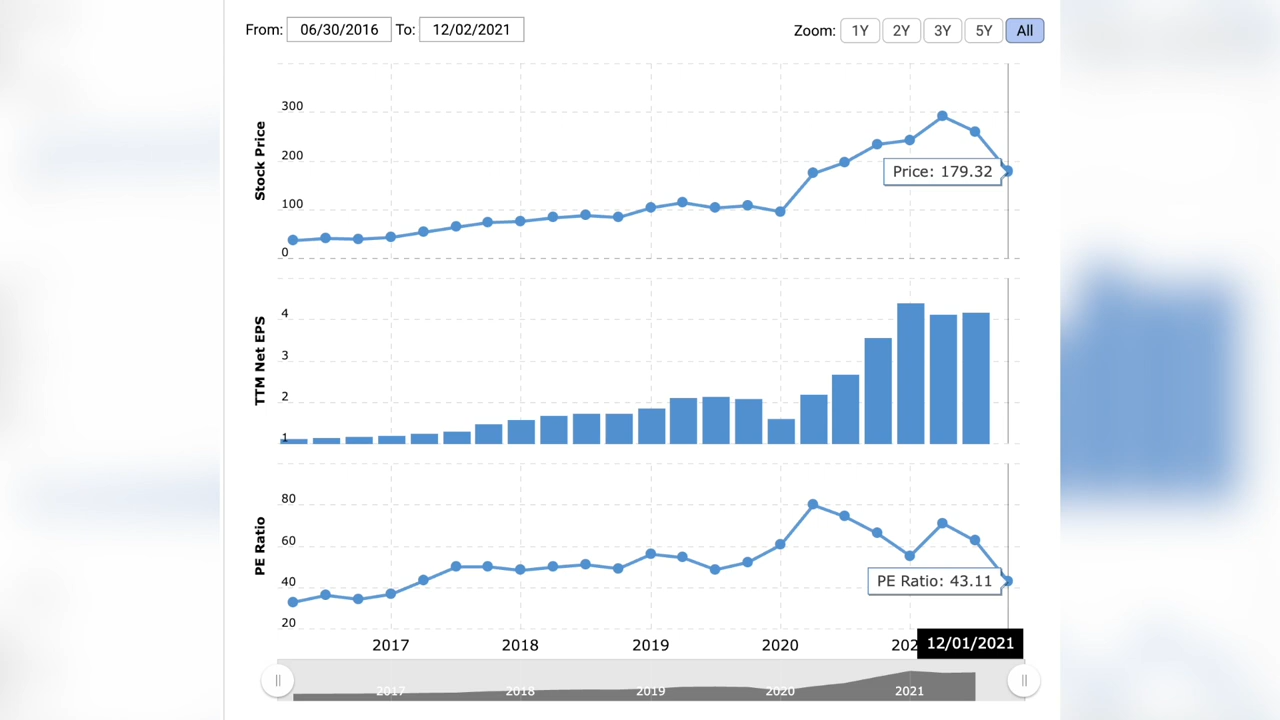 From: 06/30/2016 To: 12/02/2021 Zoom: 1Y 2Y 3Y 5Y All
Stock Price
300
200
100
0
Price: 179.32
TTM Net EPS
4
3
2
1
PE Ratio
80
60
40
20
PE Ratio: 43.11
2017 2018 2019 2020 202
12/01/2021
2017 2018 2019 2020 2021